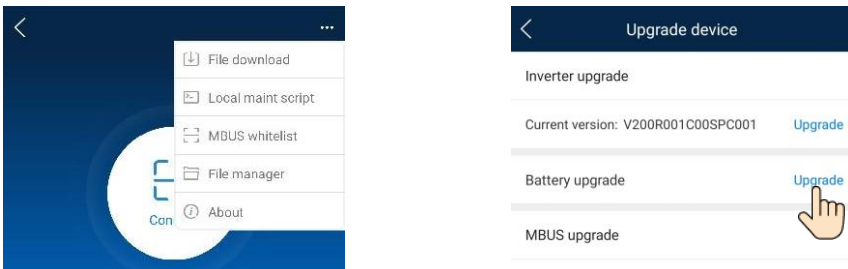 File download
Local maint script
MBUS whitelist
File manager
About
Con
Upgrade device
Inverter upgrade
Current version: V200R001C00SPC001 Upgrade
Battery upgrade Upgrade
MBUS upgrade